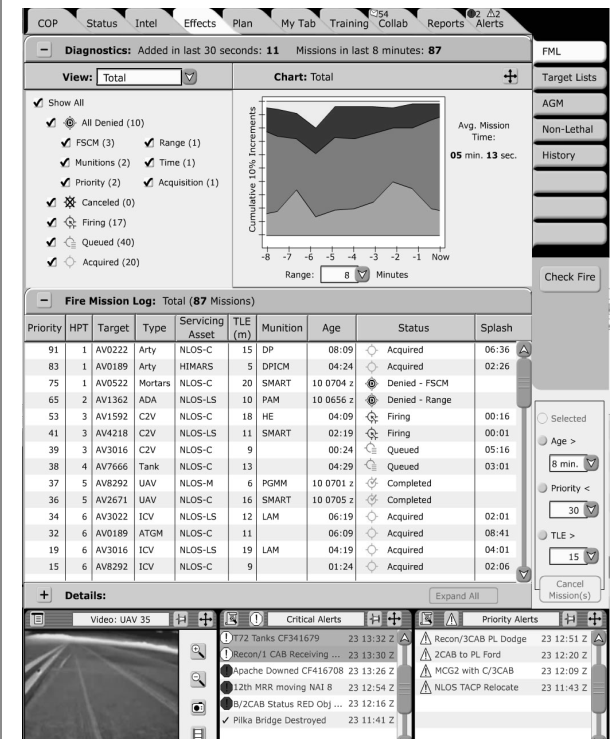 COP Status Intel Effects Plan My Tab Training 54 Collab Reports 2 2 Alerts
Diagnostics: Added in last 30 seconds: 11 Missions in last 8 minutes: 87
View: Total
Chart: Total
Show All
All Denied (10)
FSCM (3) Range (1)
Munitions (2) Time (1)
Priority (2) Acquisition (1)
Canceled (0)
Firing (17)
Queued (40)
Acquired (20)
Cumulative 10% Increments
-8 -7 -6 -5 -4 -3 -2 -1 Now
Range: 8 Minutes
Avg. Mission
Time:
05 min. 13 sec.
FML
Target Lists
AGM
Non-Lethal
History
Check Fire
Fire Mission Log: Total (87 Missions)
Priority HPT Target Type Servicing Asset TLE (m) Munition Age Status Splash
91 1 AV0222 Arty NLOS-C 15 DP 08:09 Acquired 06:36
83 1 AV0189 Arty HIMARS 5 DPICM 04:24 Acquired 02:26
75 1 AV0522 Mortars NLOS-C 20 SMART 10 0704 z Denied - FSCM
65 2 AV1362 ADA NLOS-LS 10 PAM 10 0656 z Denied - Range
53 3 AV1592 C2V NLOS-C 18 HE 04:09 Firing 00:16
41 3 AV4218 C2V NLOS-LS 11 SMART 02:19 Firing 00:01
39 3 AV3016 C2V NLOS-C 9 00:24 Queued 05:16
38 4 AV7666 Tank NLOS-C 13 04:29 Queued 03:01
37 5 AV8292 UAV NLOS-M 6 PGMM 10 0701 z Completed
36 5 AV2671 UAV NLOS-C 16 SMART 10 0705 z Completed
34 6 AV3022 ICV NLOS-LS 12 LAM 06:19 Acquired 02:01
32 6 AV0189 ATGM NLOS-C 11 06:09 Acquired 08:41
19 6 AV3016 ICV NLOS-LS 19 LAM 04:19 Acquired 04:01
15 6 AV8292 ICV NLOS-C 9 01:24 Acquired 02:06
Selected
Age >
8 min.
Priority <
30
TLE >
15
Cancel
Mission(s)
Details: Expand All
Video: UAV 35
Critical Alerts
T72 Tanks CF341679 23 13:32 Z
Recon/1 CAB Receiving ... 23 13:30 Z
Apache Downed CF416708 23 13:26 Z
12th MRR moving NAI 8 23 12:54 Z
B/2CAB Status RED Obj ... 23 12:16 Z
Pilka Bridge Destroyed 23 11:41 Z
Priority Alerts
Recon/3CAB PL Dodge 23 12:51 Z
2CAB to PL Ford 23 12:20 Z
MCG2 with C/3CAB 23 12:09 Z
NLOS TACP Relocate 23 11:43 Z